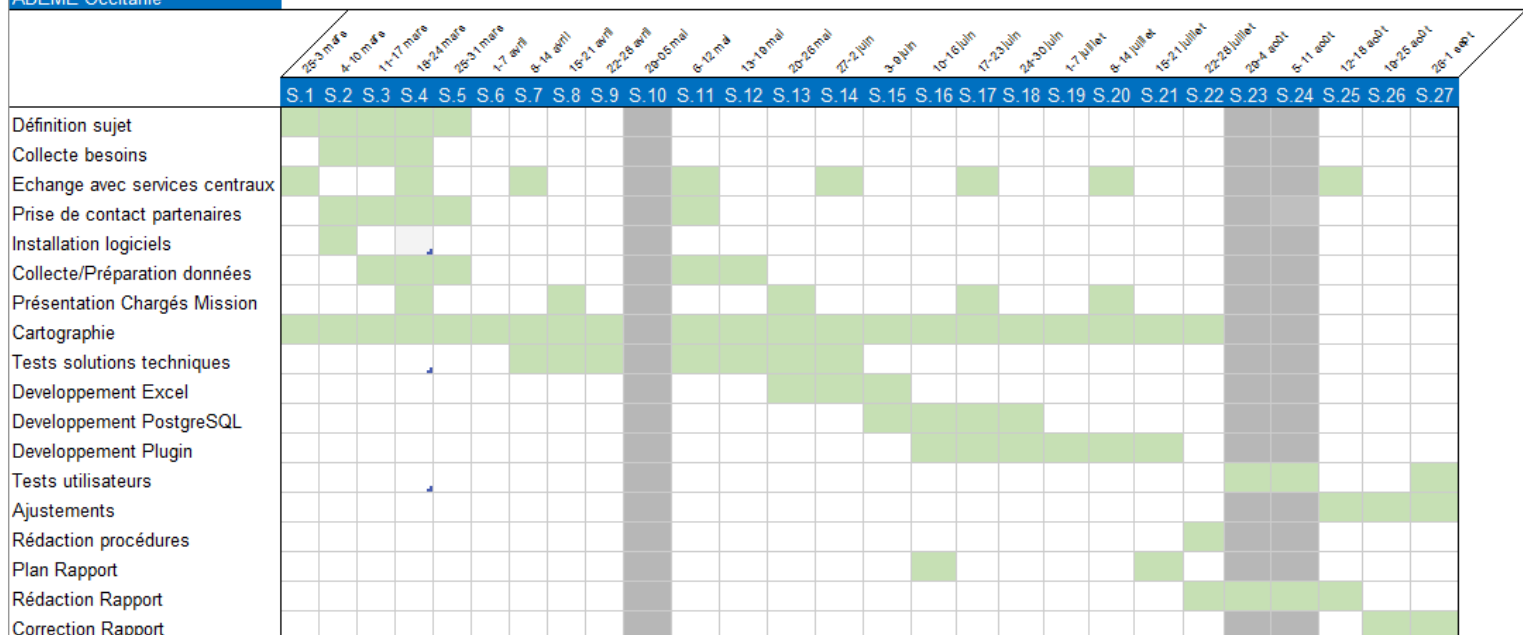 ADEME Occitanie
25-3 mars 4-10 mars 11-17 mars 18-24 mars 25-31 mars 1-7 avril 8-14 avril 15-21 avril 22-28 avril 29-05 mai 6-12 mai 13-19 mai 20-26 mai 27-2 juin 3-9 juin 10-16 juin 17-23 juin 24-30 juin 1-7 juillet 8-14 juillet 15-21 juillet 22-28 juillet 29-4 août 5-11 août 12-18 août 19-25 août 26-1 sept
S.1 S.2 S.3 S.4 S.5 S.6 S.7 S.8 S.9 S.10 S.11 S.12 S.13 S.14 S.15 S.16 S.17 S.18 S.19 S.20 S.21 S.22 S.23 S.24 S.25 S.26 S.27
Définition sujet
Collecte besoins
Echange avec services centraux
Prise de contact partenaires
Installation logiciels
Collecte/Préparation données
Présentation Chargés Mission
Cartographie
Tests solutions techniques
Developpement Excel
Developpement PostgreSQL
Developpement Plugin
Tests utilisateurs
Ajustements
Rédaction procédures
Plan Rapport
Rédaction Rapport
Correction Rapport